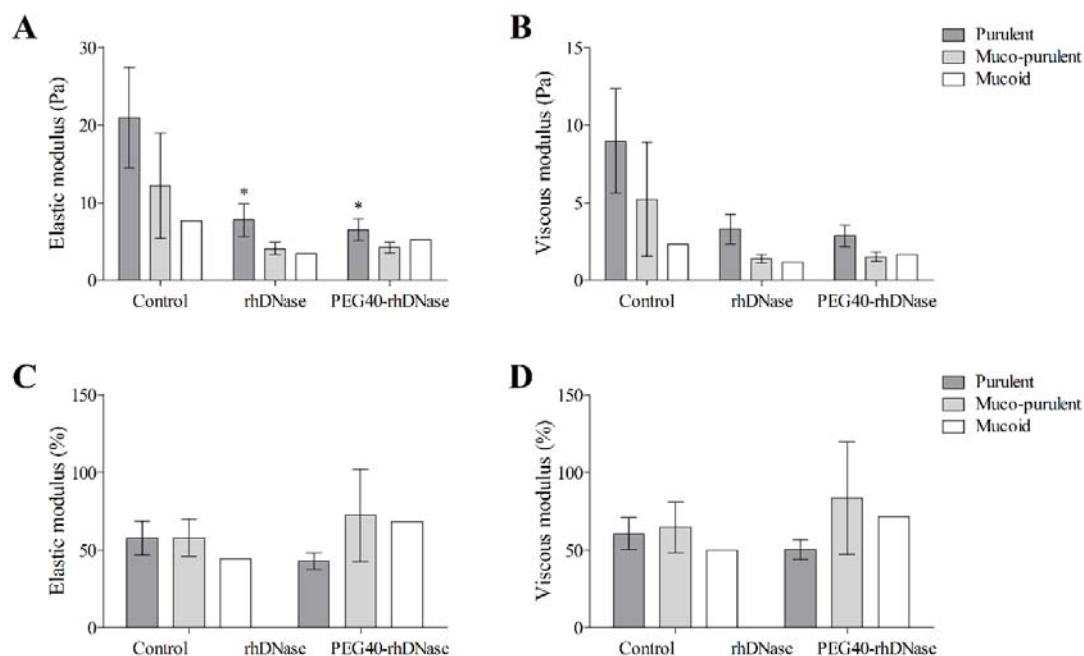 A
Elastic modulus (Pa)
30
20
10
0
*
*
Control
rhDNase
PEG40-rhDNase
B
Viscous modulus (Pa)
15
10
5
0
Control
rhDNase
PEG40-rhDNase
Purulent
Muco-purulent
Mucoid
C
Elastic modulus (%)
150
100
50
0
Control
rhDNase
PEG40-rhDNase
D
Viscous modulus (%)
150
100
50
0
Control
rhDNase
PEG40-rhDNase
Purulent
Muco-purulent
Mucoid